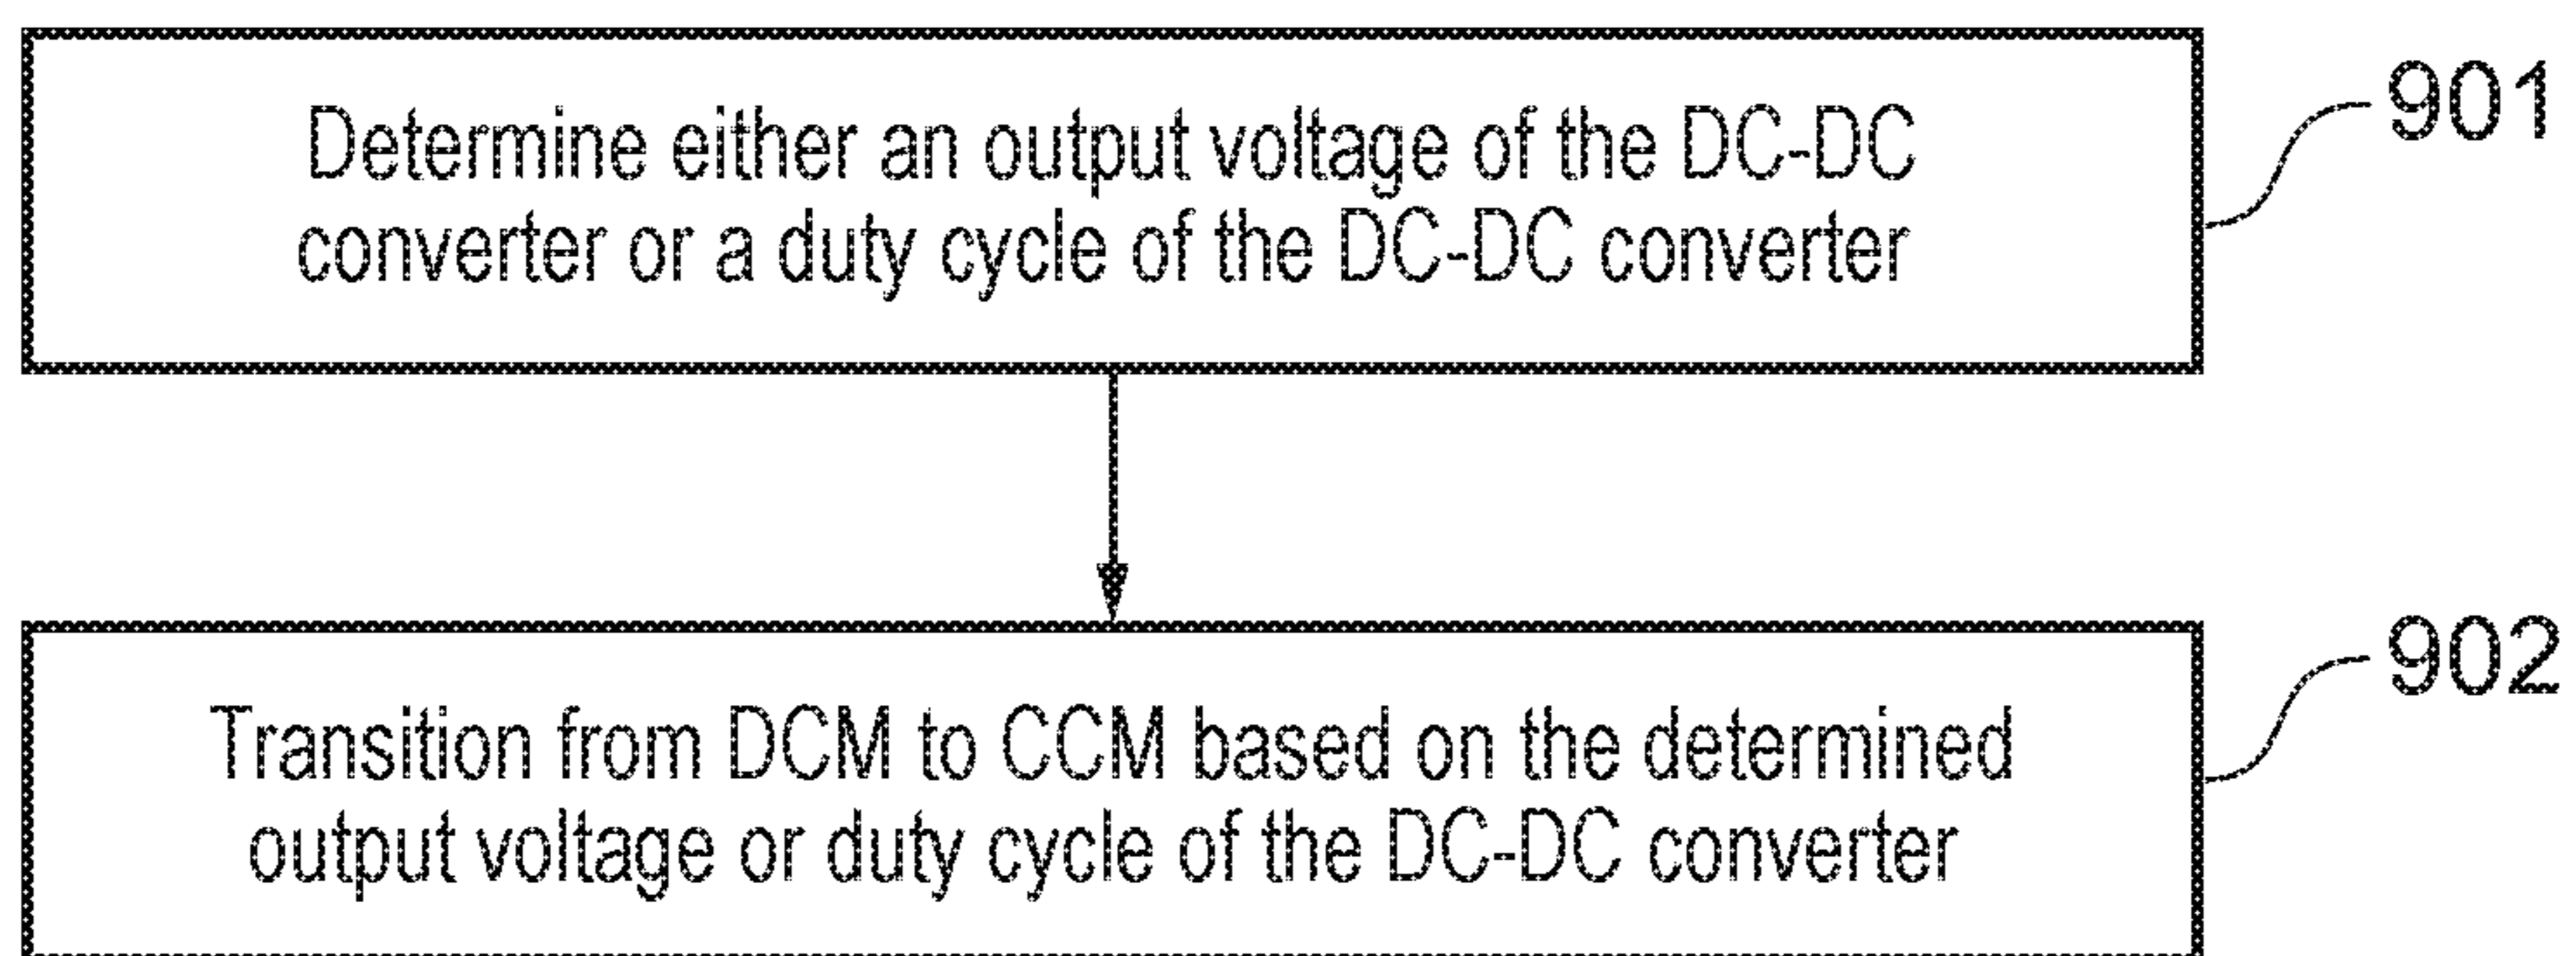 Determine either an output voltage of the DC-DC
converter or a duty cycle of the DC-DC converter
901
Transition from DCM to CCM based on the determined
output voltage or duty cycle of the DC-DC converter
902